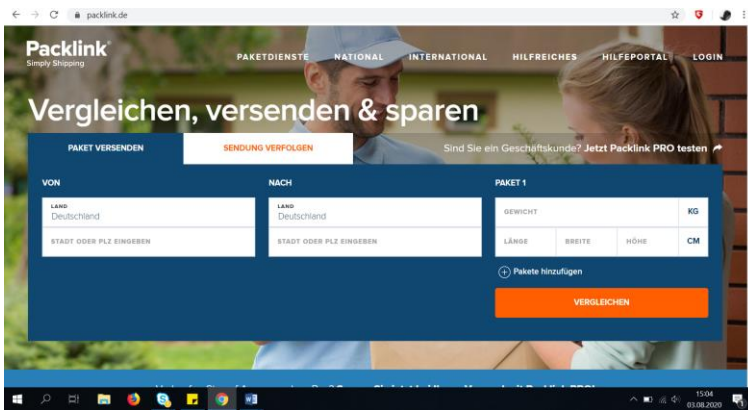 packlink.de
Packlink
Simply Shipping
PAKETDIENSTE NATIONAL INTERNATIONAL HILFREICHES HILFEPORTAL LOGIN
Vergleichen, versenden & sparen
PAKET VERSENDEN SENDUNG VERFOLGEN Sind Sie ein Geschäftskunde? Jetzt Packlink PRO testen
VON NACH PAKET 1
LAND LAND
Deutschland Deutschland GEWICHT KG
STADT ODER PLZ EINGEBEN STADT ODER PLZ EINGEBEN LÄNGE BREITE HÖHE CM
Pakete hinzufügen
VERGLEICHEN
15:04
03.08.2020